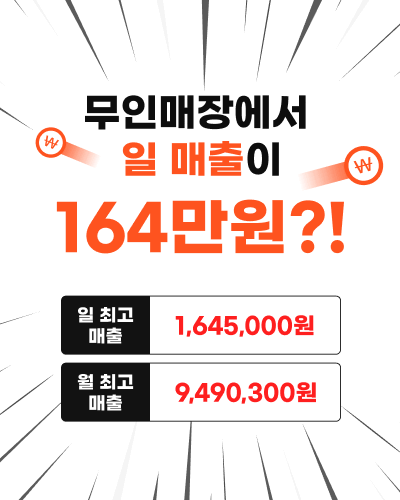 무인매장에서
일 매출이
164만원?!
₩
₩
일 최고
매출
1,645,000원
월 최고
매출
9,490,300원